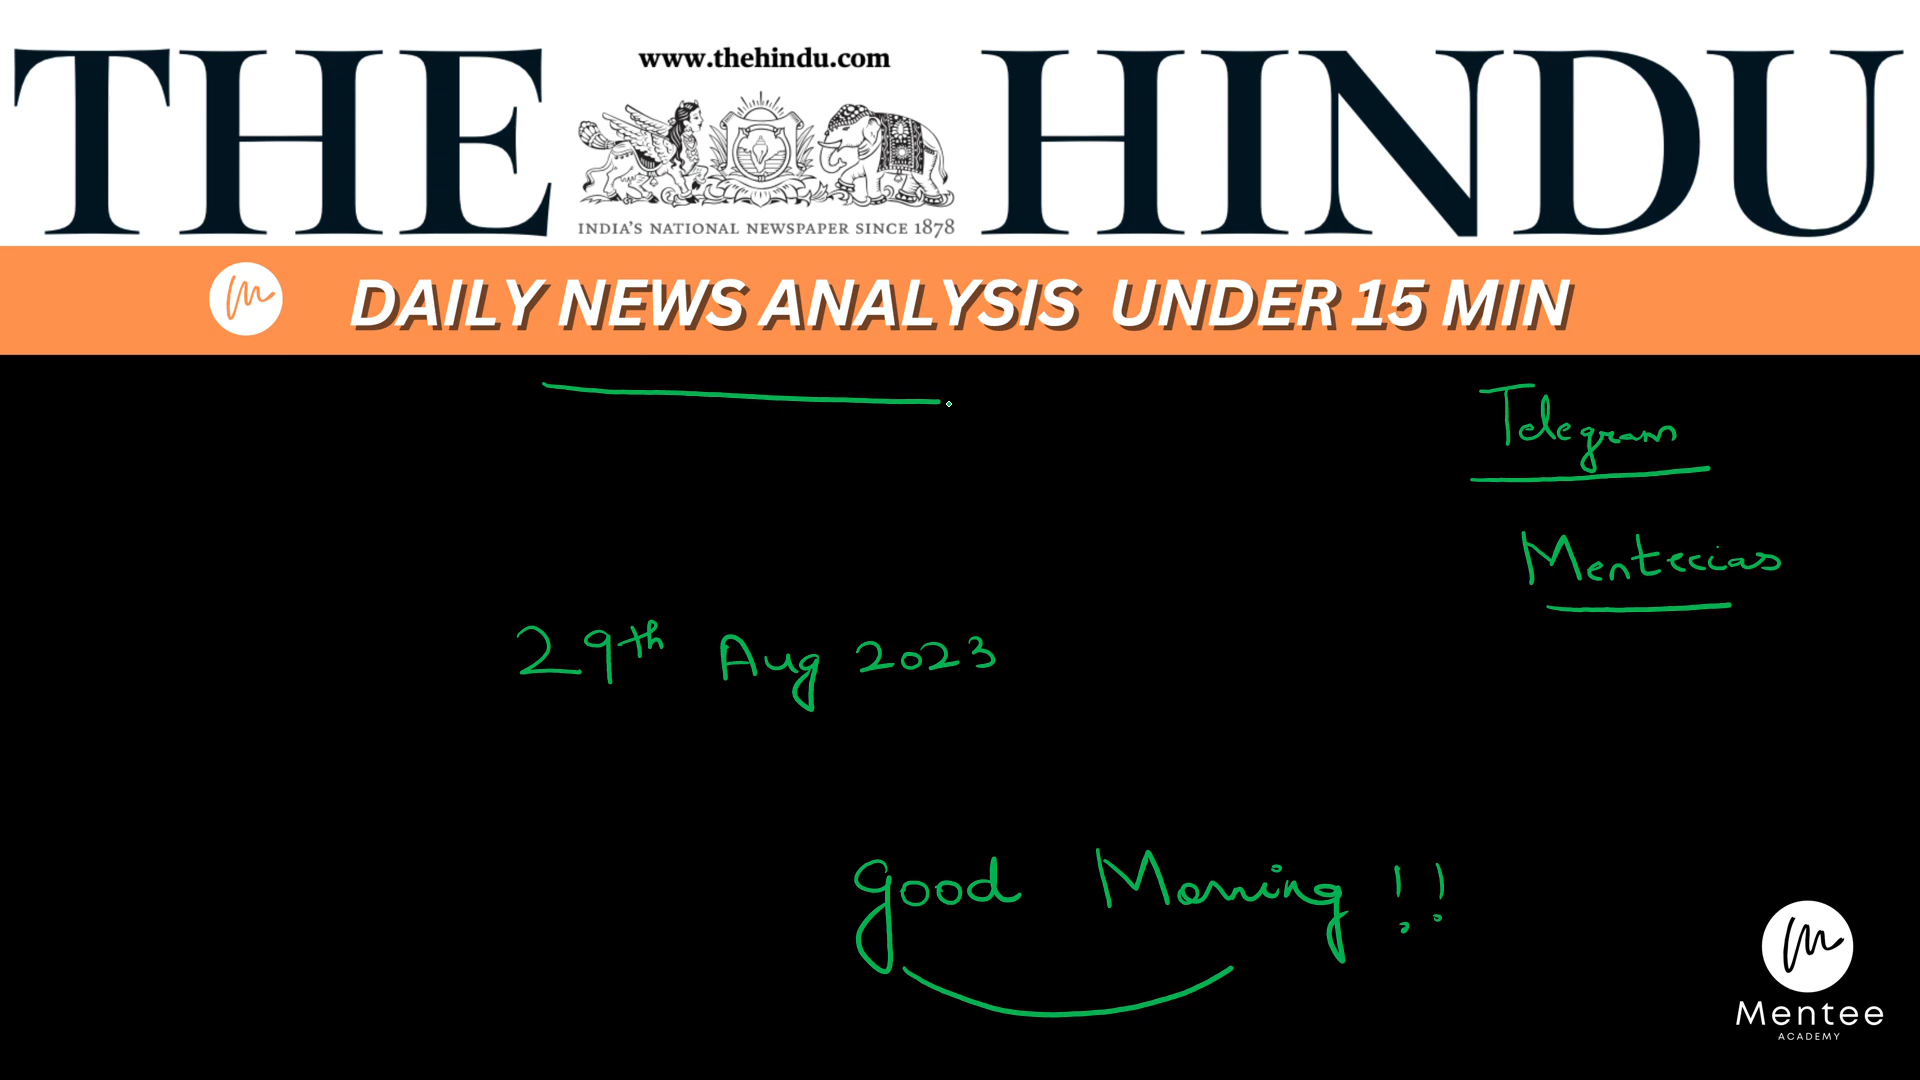 www.thehindu.com
THE HINDU
INDIA'S NATIONAL NEWSPAPER SINCE 1878
DAILY NEWS ANALYSIS UNDER 15 MIN
Telegram
Menteeias
29th Aug 2023
Good Morning !!
Mentee
ACADEMY